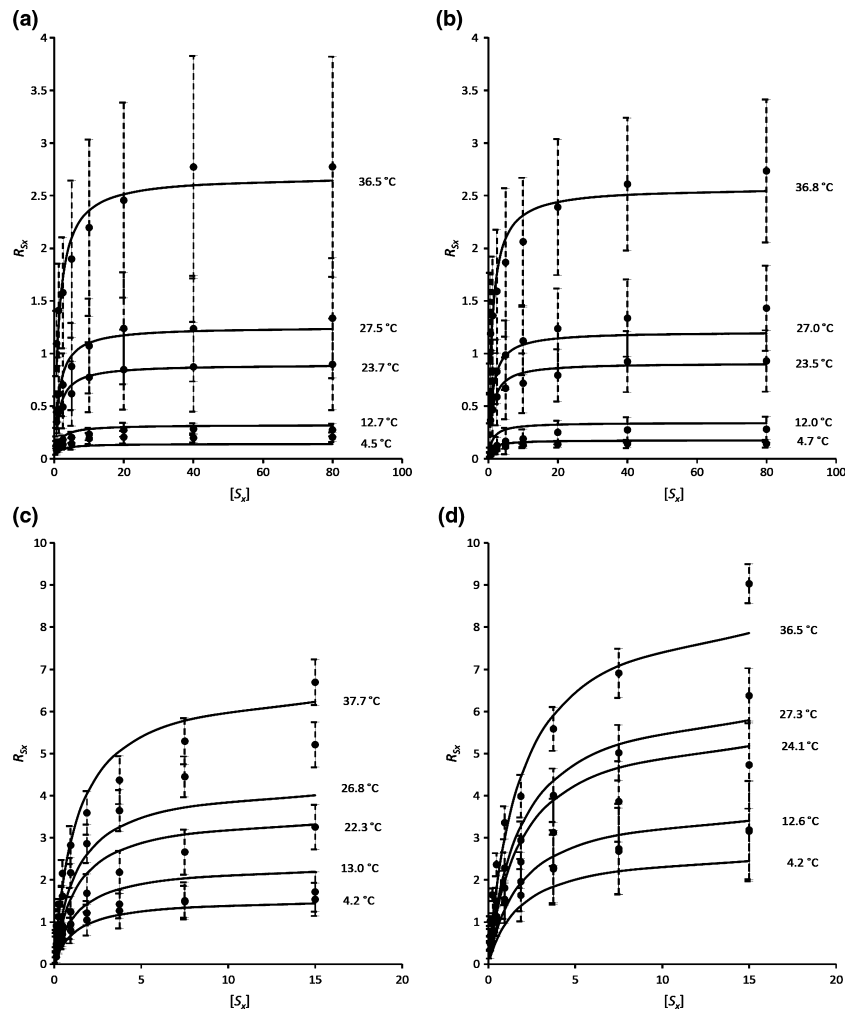 (a)
4
3.5
3
2.5
2
1.5
1
0.5
0
R_Sx
36.5 °C
27.5 °C
23.7 °C
12.7 °C
4.5 °C
0 20 40 60 80 100
[S_x]
(b)
4
3.5
3
2.5
2
1.5
1
0.5
0
R_Sx
36.8 °C
27.0 °C
23.5 °C
12.0 °C
4.7 °C
0 20 40 60 80 100
[S_x]
(c)
10
9
8
7
6
5
4
3
2
1
0
R_Sx
37.7 °C
26.8 °C
22.3 °C
13.0 °C
4.2 °C
0 5 10 15 20
[S_x]
(d)
10
9
8
7
6
5
4
3
2
1
0
R_Sx
36.5 °C
27.3 °C
24.1 °C
12.6 °C
4.2 °C
0 5 10 15 20
[S_x]